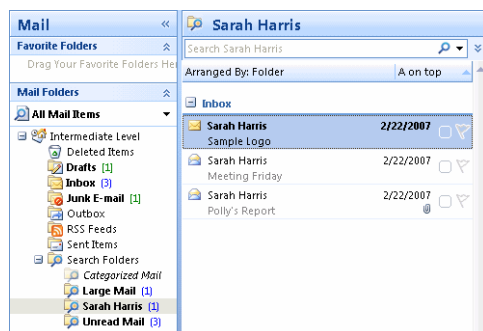 Mail «
Favorite Folders
Drag Your Favorite Folders Her
Mail Folders
All Mail Items
Intermediate Level
Deleted Items
Drafts [1]
Inbox (3)
Junk E-mail [1]
Outbox
RSS Feeds
Sent Items
Search Folders
Categorized Mail
Large Mail (1)
Sarah Harris (1)
Unread Mail (3)
Sarah Harris
Search Sarah Harris
Arranged By: Folder A on top
Inbox
Sarah Harris 2/22/2007
Sample Logo
Sarah Harris 2/22/2007
Meeting Friday
Sarah Harris 2/22/2007
Polly's Report